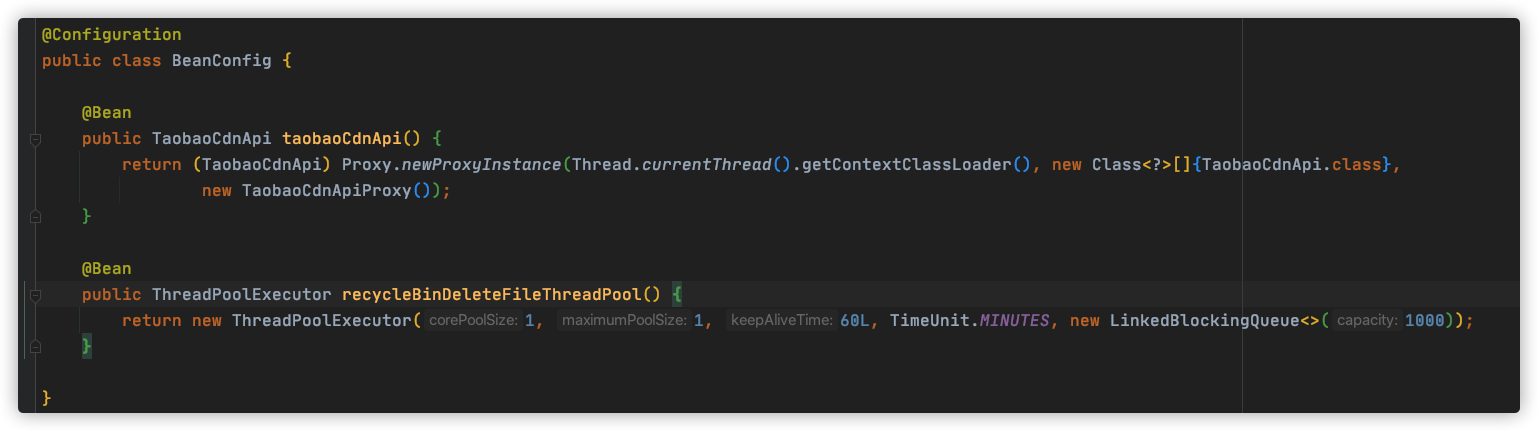 @Configuration
public class BeanConfig {
@Bean
public TaobaoCdnApi taobaoCdnApi() {
return (TaobaoCdnApi) Proxy.newProxyInstance(Thread.currentThread().getContextClassLoader(), new Class<?>[]{TaobaoCdnApi.class},
new TaobaoCdnApiProxy());
}
@Bean
public ThreadPoolExecutor recycleBinDeleteFileThreadPool() {
return new ThreadPoolExecutor( corePoolSize: 1, maximumPoolSize: 1, keepAliveTime: 60L, TimeUnit.MINUTES, new LinkedBlockingQueue<>( capacity: 1000));
}
}